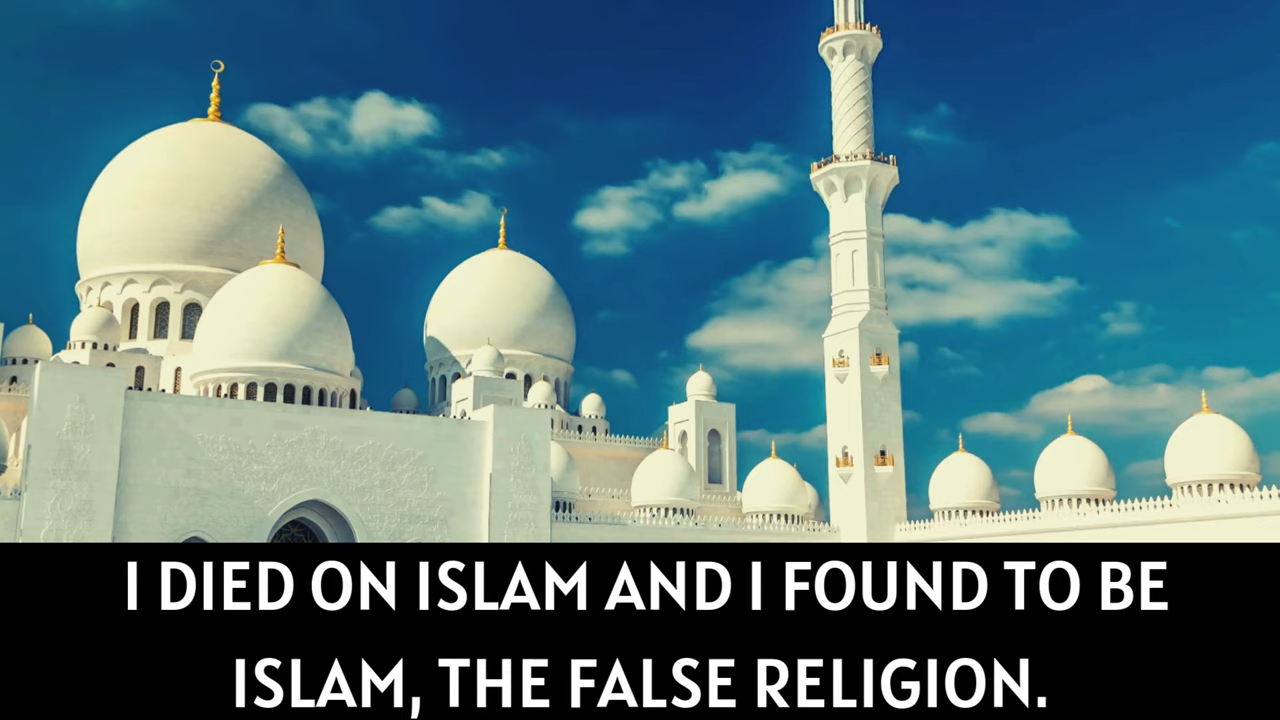 I DIED ON ISLAM AND I FOUND TO BE
ISLAM, THE FALSE RELIGION.